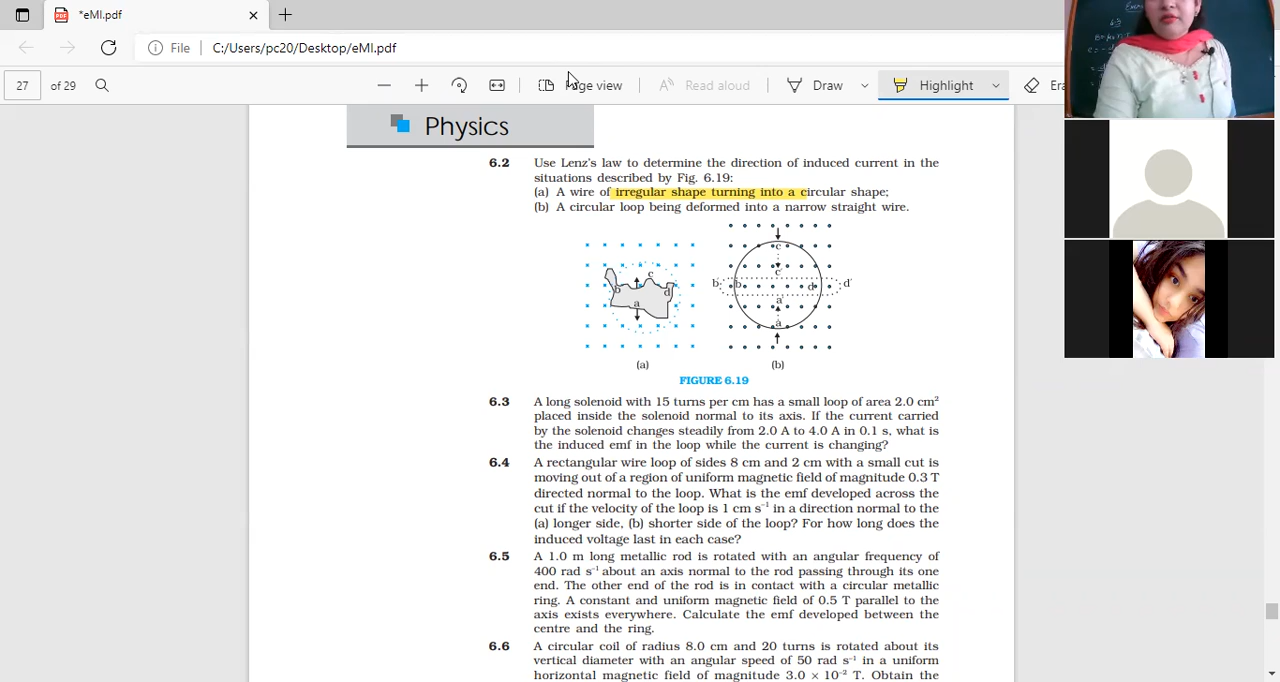 *eMI.pdf
File
C:/Users/pc20/Desktop/eMI.pdf
27 of 29
Page view
Read aloud
Draw
Highlight
Era
Physics
6.2 Use Lenz's law to determine the direction of induced current in the
situations described by Fig. 6.19:
(a) A wire of irregular shape turning into a circular shape;
(b) A circular loop being deformed into a narrow straight wire.
c
b
d
a
c
c′
b′
b
d
d′
a′
a
(a)
(b)
FIGURE 6.19
6.3 A long solenoid with 15 turns per cm has a small loop of area 2.0 cm²
placed inside the solenoid normal to its axis. If the current carried
by the solenoid changes steadily from 2.0 A to 4.0 A in 0.1 s, what is
the induced emf in the loop while the current is changing?
6.4 A rectangular wire loop of sides 8 cm and 2 cm with a small cut is
moving out of a region of uniform magnetic field of magnitude 0.3 T
directed normal to the loop. What is the emf developed across the
cut if the velocity of the loop is 1 cm s⁻¹ in a direction normal to the
(a) longer side, (b) shorter side of the loop? For how long does the
induced voltage last in each case?
6.5 A 1.0 m long metallic rod is rotated with an angular frequency of
400 rad s⁻¹ about an axis normal to the rod passing through its one
end. The other end of the rod is in contact with a circular metallic
ring. A constant and uniform magnetic field of 0.5 T parallel to the
axis exists everywhere. Calculate the emf developed between the
centre and the ring.
6.6 A circular coil of radius 8.0 cm and 20 turns is rotated about its
vertical diameter with an angular speed of 50 rad s⁻¹ in a uniform
horizontal magnetic field of magnitude 3.0 × 10⁻² T. Obtain the